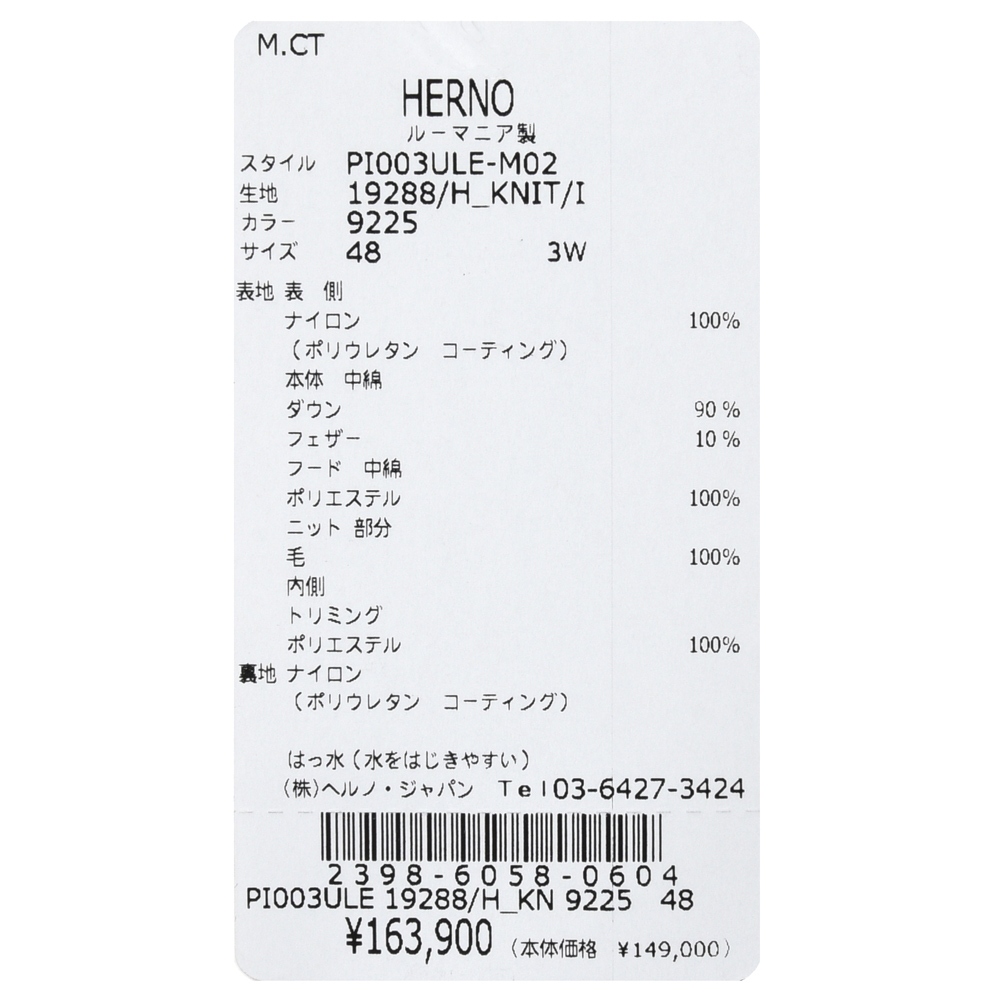 M.CT
HERNO
ルーマニア製
スタイル PI003ULE-M02
生地 19288/H_KNIT/I
カラー 9225
サイズ 48 3W
表地 表 側
ナイロン 100%
(ポリウレタン コーティング)
本体 中綿
ダウン 90 %
フェザー 10 %
フード 中綿
ポリエステル 100%
ニット 部分
毛 100%
内側
トリミング
ポリエステル 100%
裏地 ナイロン
(ポリウレタン コーティング)
はっ水(水をはじきやすい)
(株)ヘルノ・ジャパン Tel03-6427-3424
2398-6058-0604
PI003ULE 19288/H_KN 9225 48
¥163,900 (本体価格 ¥149,000)